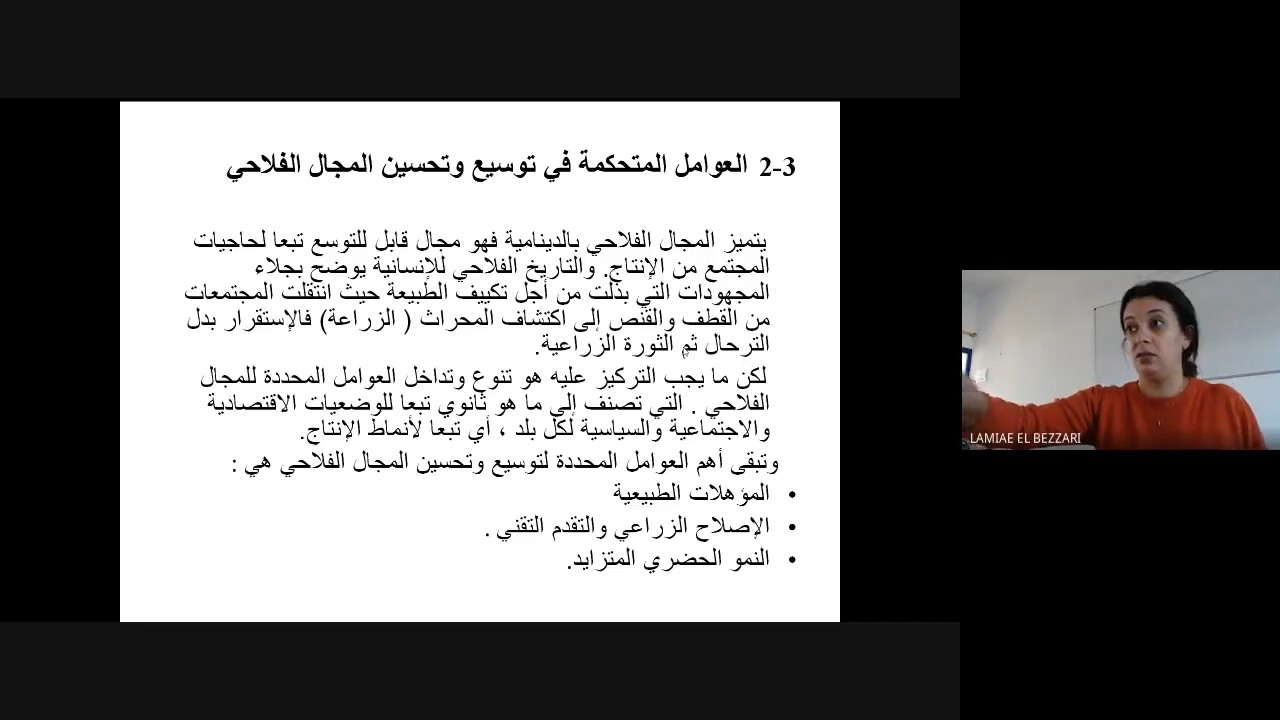 2-3 العوامل المتحكمة في توسيع وتحسين المجال الفلاحي
يتميز المجال الفلاحي بالدينامية فهو مجال قابل للتوسع تبعا لحاجيات
المجتمع من الإنتاج. والتاريخ الفلاحي للإنسانية يوضح بجلاء
المجهودات التي بذلت من أجل تكييف الطبيعة حيث انتقلت المجتمعات
من القطف والقنص إلى اكتشاف المحراث ( الزراعة) فالإستقرار بدل
الترحال ثم الثورة الزراعية.
لكن ما يجب التركيز عليه هو تنوع وتداخل العوامل المحددة للمجال
الفلاحي . التي تصنف إلى ما هو ثانوي تبعا للوضعيات الاقتصادية
والاجتماعية والسياسية لكل بلد ، أي تبعا لأنماط الإنتاج.
وتبقى أهم العوامل المحددة لتوسيع وتحسين المجال الفلاحي هي :
• المؤهلات الطبيعية
• الإصلاح الزراعي والتقدم التقني .
• النمو الحضري المتزايد.
LAMIAE EL BEZZARI